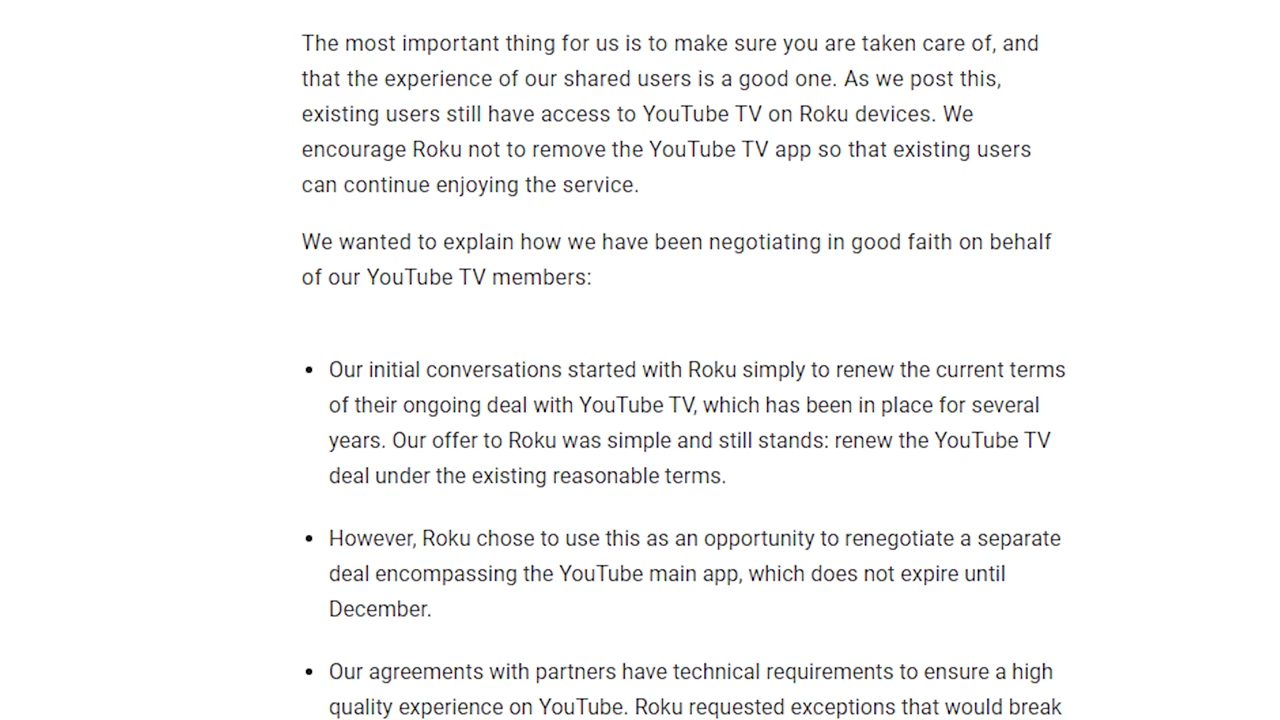 The most important thing for us is to make sure you are taken care of, and
that the experience of our shared users is a good one. As we post this,
existing users still have access to YouTube TV on Roku devices. We
encourage Roku not to remove the YouTube TV app so that existing users
can continue enjoying the service.
We wanted to explain how we have been negotiating in good faith on behalf
of our YouTube TV members:
• Our initial conversations started with Roku simply to renew the current terms
of their ongoing deal with YouTube TV, which has been in place for several
years. Our offer to Roku was simple and still stands: renew the YouTube TV
deal under the existing reasonable terms.
• However, Roku chose to use this as an opportunity to renegotiate a separate
deal encompassing the YouTube main app, which does not expire until
December.
• Our agreements with partners have technical requirements to ensure a high
quality experience on YouTube. Roku requested exceptions that would break